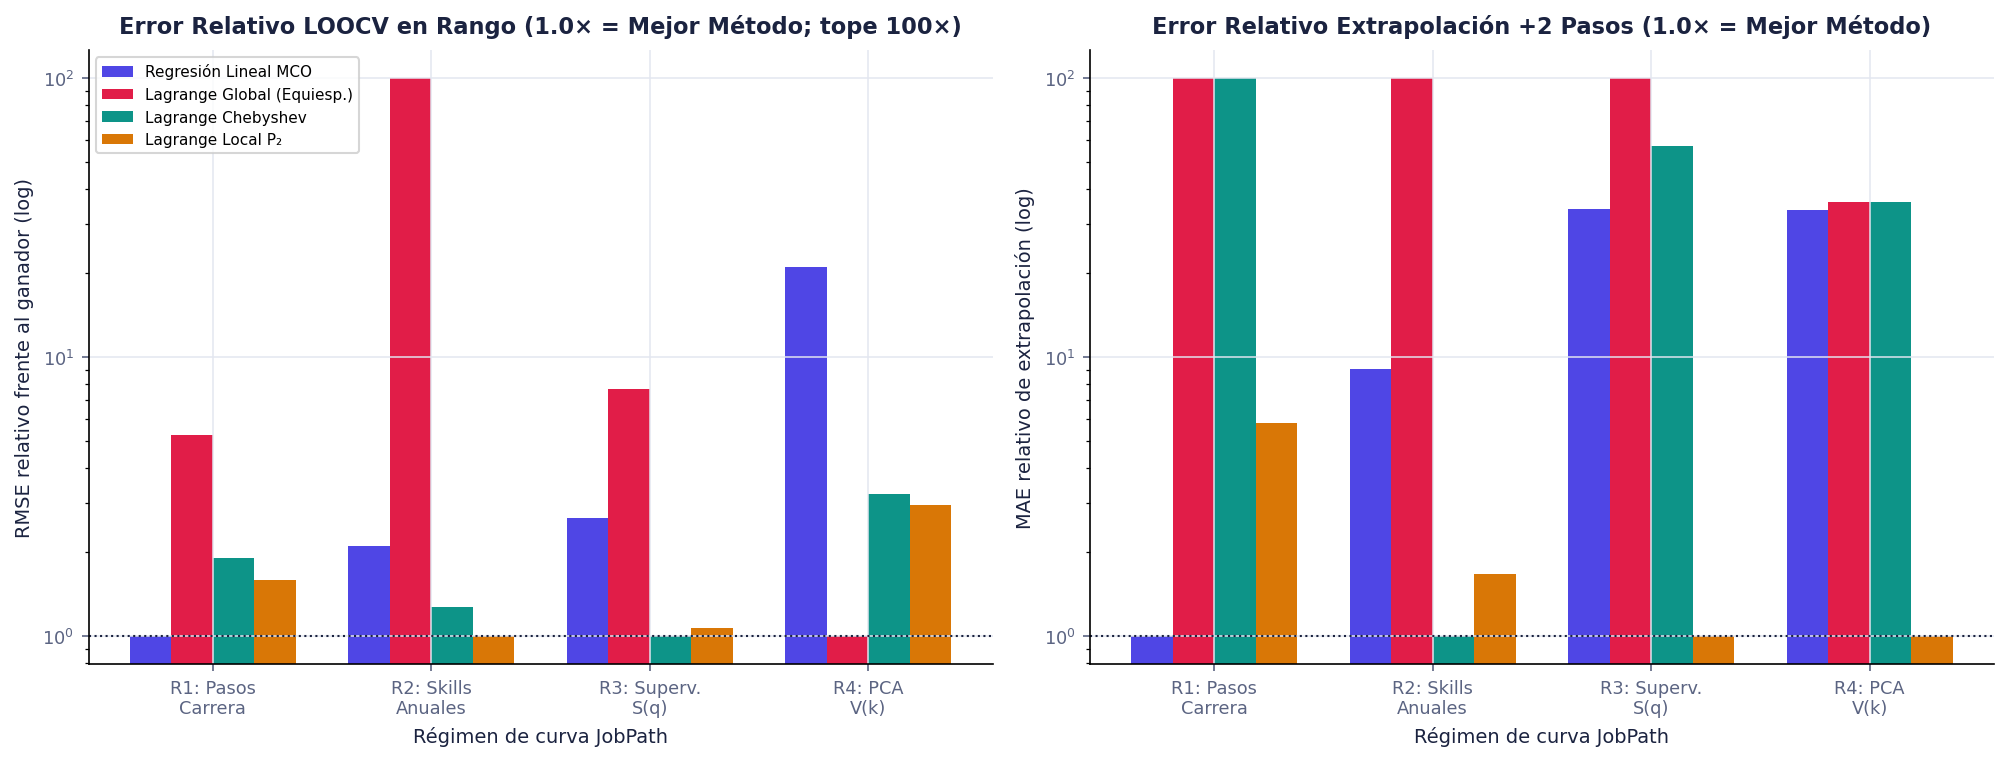 Error Relativo LOOCV en Rango (1.0× = Mejor Método; tope 100×)
Regresión Lineal MCO
Lagrange Global (Equiesp.)
Lagrange Chebyshev
Lagrange Local P₂
RMSE relativo frente al ganador (log)
10²
10¹
10⁰
R1: Pasos
Carrera
R2: Skills
Anuales
R3: Superv.
S(q)
R4: PCA
V(k)
Régimen de curva JobPath
Error Relativo Extrapolación +2 Pasos (1.0× = Mejor Método)
MAE relativo de extrapolación (log)
10²
10¹
10⁰
R1: Pasos
Carrera
R2: Skills
Anuales
R3: Superv.
S(q)
R4: PCA
V(k)
Régimen de curva JobPath